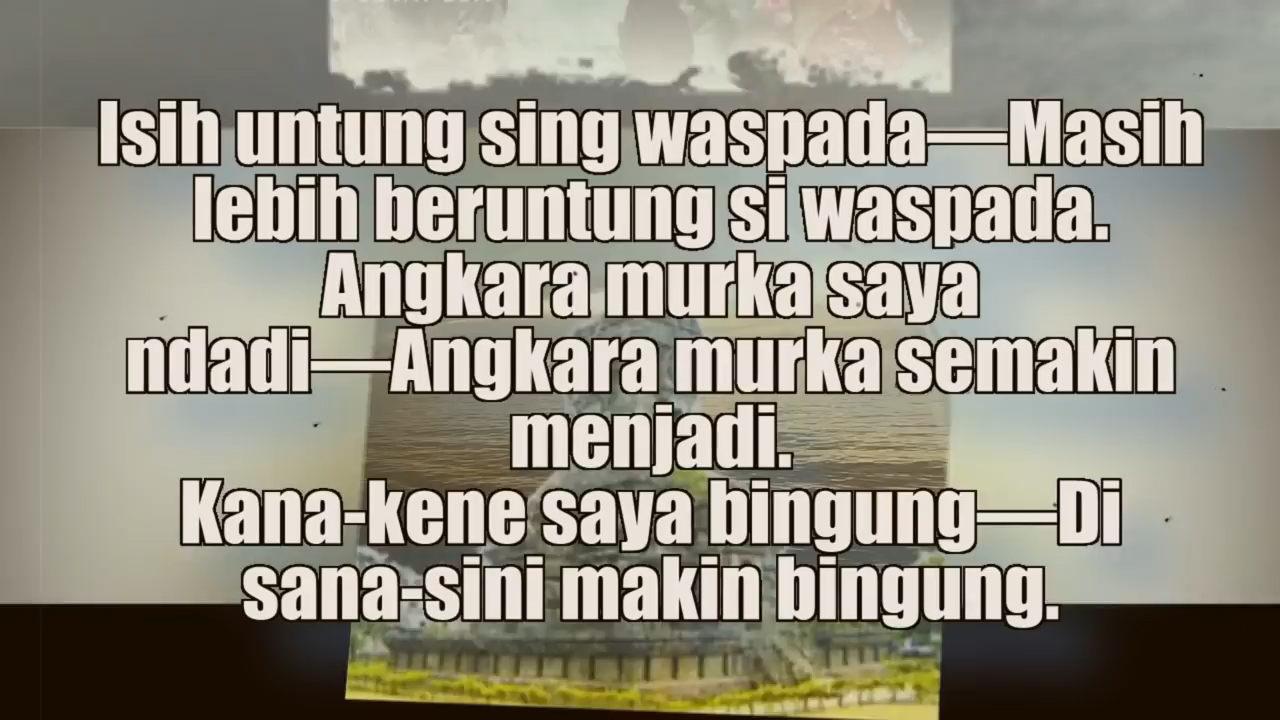 Isih untung sing waspada—Masih
lebih beruntung si waspada.
Angkara murka saya
ndadi—Angkara murka semakin
menjadi.
Kana-kene saya bingung—Di
sana-sini makin bingung.